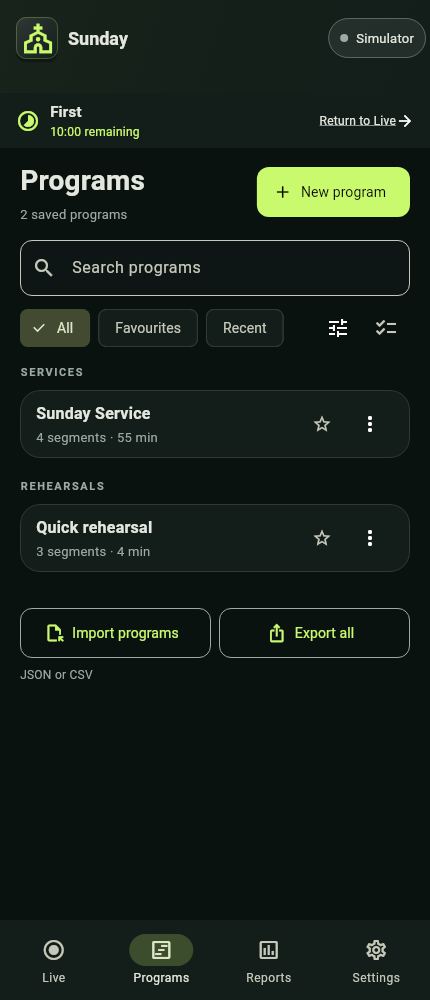 Sunday
Simulator
First
10:00 remaining
Return to Live
Programs
2 saved programs
New program
Search programs
All
Favourites
Recent
SERVICES
Sunday Service
4 segments · 55 min
REHEARSALS
Quick rehearsal
3 segments · 4 min
Import programs
Export all
JSON or CSV
Live
Programs
Reports
Settings